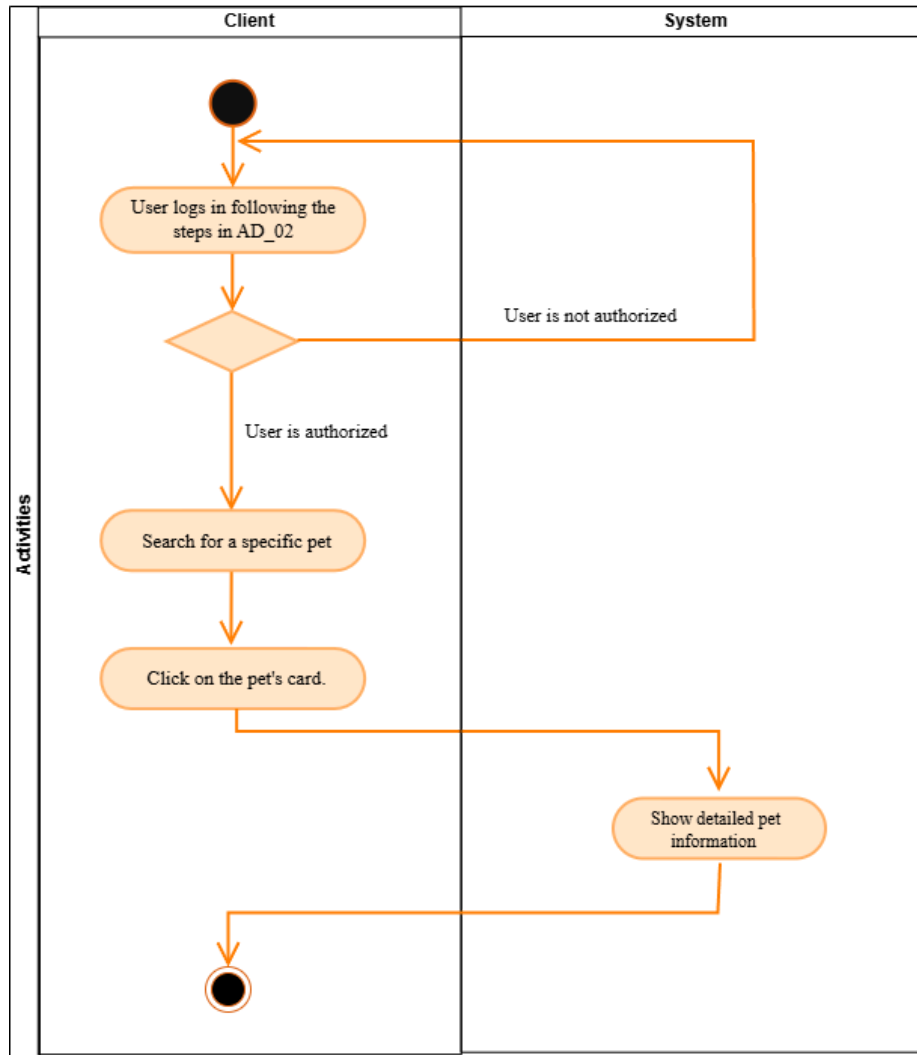 Client
System
Activities
User logs in following the
steps in AD_02
User is not authorized
User is authorized
Search for a specific pet
Click on the pet's card.
Show detailed pet
information